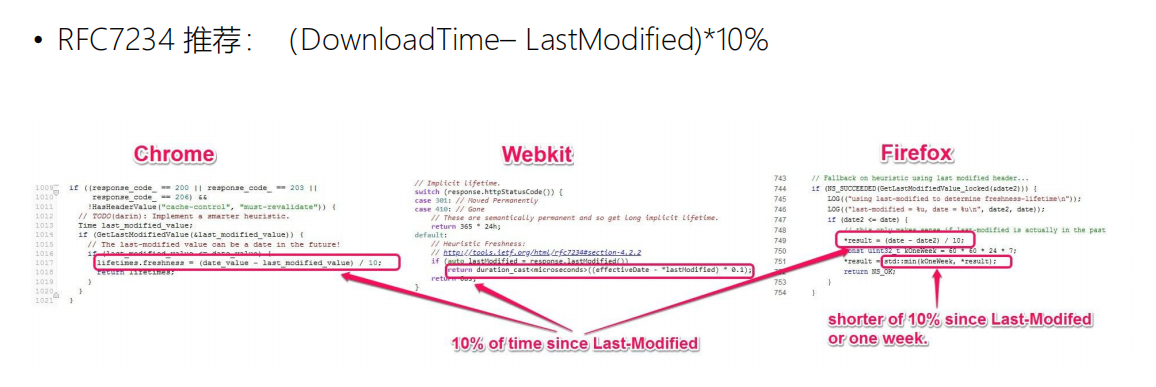 • RFC7234 推荐： （DownloadTime– LastModified)*10%
Chrome
1009 if ((response_code_ == 200 || response_code_ == 203 ||
1010 response_code_ == 206) &&
1011 !HasHeaderValue("cache-control", "must-revalidate")) {
1012 // TODO(darin): Implement a smarter heuristic.
1013 Time last_modified_value;
1014 if (GetLastModifiedValue(&last_modified_value)) {
1015 // The last-modified value can be a date in the future!
1016 if (last_modified_value <= date_value) {
1017 lifetimes.freshness = (date_value - last_modified_value) / 10;
1018 return lifetimes;
1019 }
1020 }
1021 }
Webkit
// Implicit lifetime.
switch (response.httpStatusCode()) {
case 301: // Moved Permanently
case 410: // Gone
// These are semantically permanent and so get long implicit lifetime.
return 365 * 24h;
default:
// Heuristic Freshness:
// http://tools.ietf.org/html/rfc7234#section-4.2.2
if (auto lastModified = response.lastModified())
return duration_cast<microseconds>((effectiveDate - *lastModified) * 0.1);
return 0us;
}
Firefox
743 // Fallback on heuristic using last modified header...
744 if (NS_SUCCEEDED(GetLastModifiedValue_locked(&date2))) {
745 LOG(("using last-modified to determine freshness-lifetime\n"));
746 LOG(("last-modified = %u, date = %u\n", date2, date));
747 if (date2 <= date) {
748 // this only makes sense if last-modified is actually in the past
749 *result = (date - date2) / 10;
750 const uint32_t kOneWeek = 60 * 60 * 24 * 7;
751 *result = std::min(kOneWeek, *result);
752 return NS_OK;
753 }
754 }
10% of time since Last-Modified
shorter of 10% since Last-Modifed
or one week.